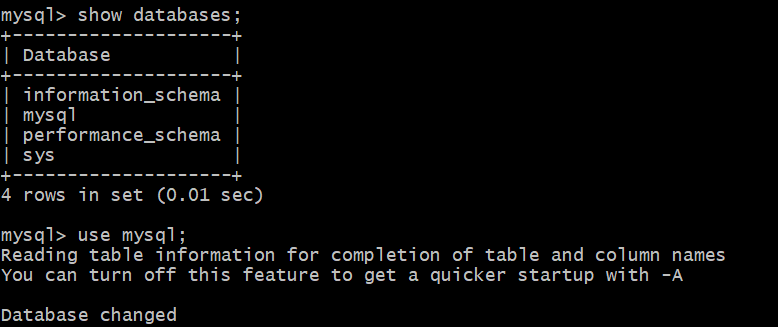 mysql> show databases;
+--------------------+
| Database           |
+--------------------+
| information_schema |
| mysql              |
| performance_schema |
| sys                |
+--------------------+
4 rows in set (0.01 sec)
mysql> use mysql;
Reading table information for completion of table and column names
You can turn off this feature to get a quicker startup with -A
Database changed